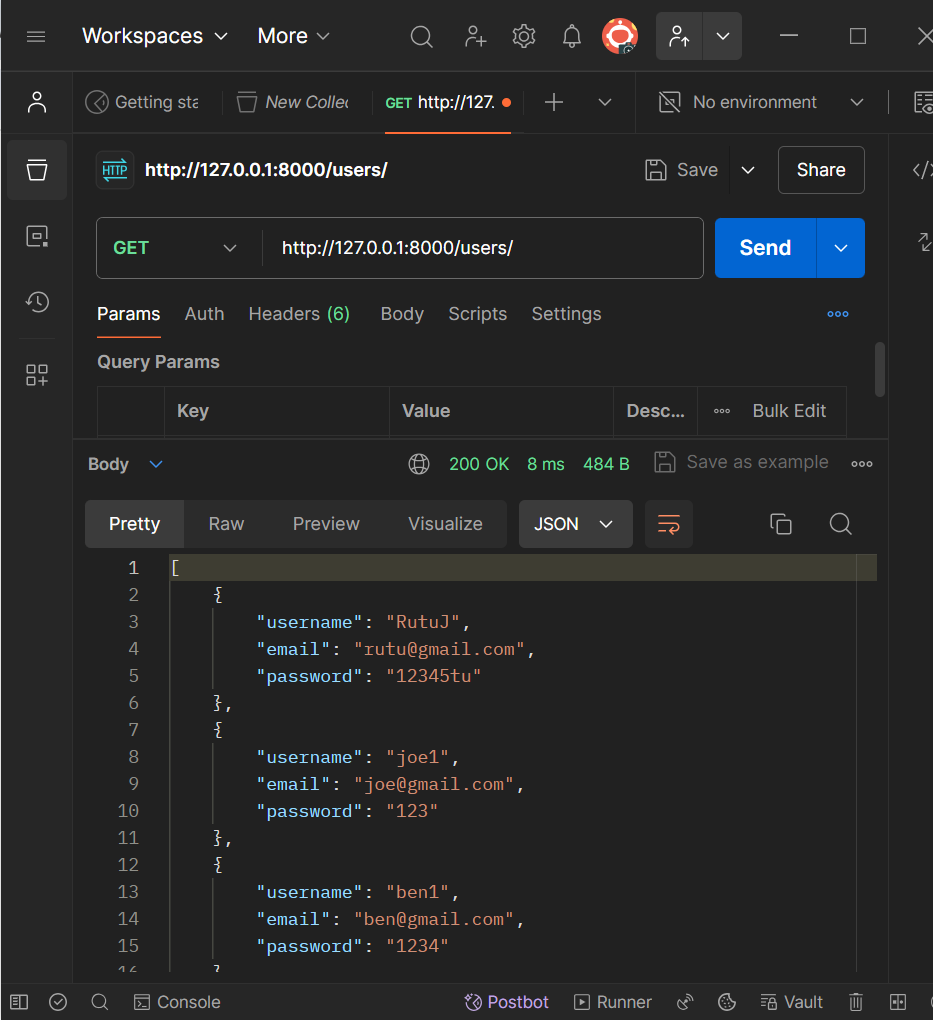 Workspaces More
Getting sta New Collec GET http://127. No environment
HTTP http://127.0.0.1:8000/users/ Save Share
GET http://127.0.0.1:8000/users/ Send
Params Auth Headers (6) Body Scripts Settings
Query Params
Key Value Desc... Bulk Edit
Body 200 OK 8 ms 484 B Save as example
Pretty Raw Preview Visualize JSON
1 [
2 {
3 "username": "RutuJ",
4 "email": "rutu@gmail.com",
5 "password": "12345tu"
6 },
7 {
8 "username": "joe1",
9 "email": "joe@gmail.com",
10 "password": "123"
11 },
12 {
13 "username": "ben1",
14 "email": "ben@gmail.com",
15 "password": "1234"
16 }
Console Postbot Runner Vault